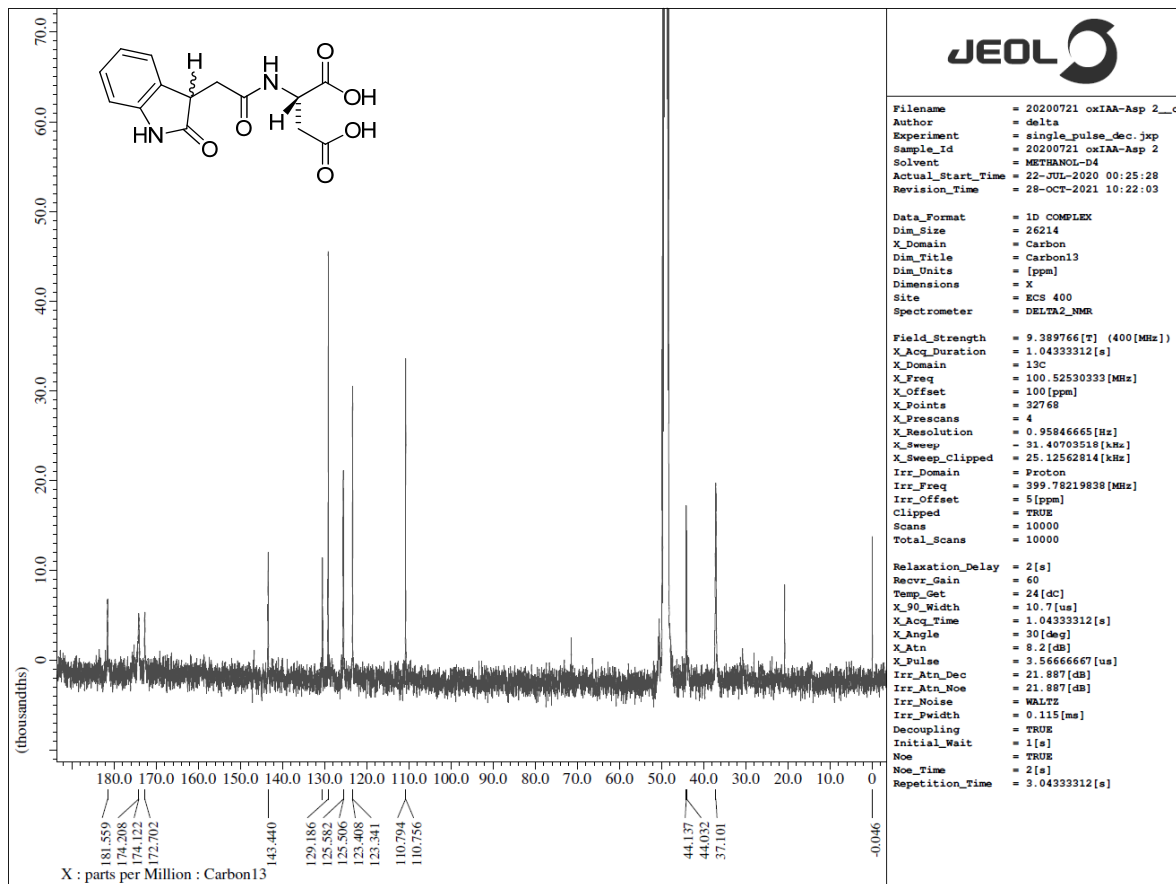 70.0
60.0
50.0
40.0
30.0
20.0
10.0
0
(thousandths)
H
H
N
O
OH
O
H
OH
O
O
HN
180.0 170.0 160.0 150.0 140.0 130.0 120.0 110.0 100.0 90.0 80.0 70.0 60.0 50.0 40.0 30.0 20.0 10.0 0
181.559
174.208
174.122
172.702
143.440
129.186
125.582
125.506
123.408
123.341
110.794
110.756
44.137
44.032
37.101
-0.046
X : parts per Million : Carbon13
JEOL
Filename = 20200721 oxIAA-Asp 2__c
Author = delta
Experiment = single_pulse_dec.jxp
Sample_Id = 20200721 oxIAA-Asp 2
Solvent = METHANOL-D4
Actual_Start_Time = 22-JUL-2020 00:25:28
Revision_Time = 28-OCT-2021 10:22:03
Data_Format = 1D COMPLEX
Dim_Size = 26214
X_Domain = Carbon
Dim_Title = Carbon13
Dim_Units = [ppm]
Dimensions = X
Site = ECS 400
Spectrometer = DELTA2_NMR
Field_Strength = 9.389766[T] (400[MHz])
X_Acq_Duration = 1.04333312[s]
X_Domain = 13C
X_Freq = 100.52530333[MHz]
X_Offset = 100[ppm]
X_Points = 32768
X_Prescans = 4
X_Resolution = 0.95846665[Hz]
X_Sweep = 31.40703518[kHz]
X_Sweep_Clipped = 25.12562814[kHz]
Irr_Domain = Proton
Irr_Freq = 399.78219838[MHz]
Irr_Offset = 5[ppm]
Clipped = TRUE
Scans = 10000
Total_Scans = 10000
Relaxation_Delay = 2[s]
Recvr_Gain = 60
Temp_Get = 24[dC]
X_90_Width = 10.7[us]
X_Acq_Time = 1.04333312[s]
X_Angle = 30[deg]
X_Atn = 8.2[dB]
X_Pulse = 3.56666667[us]
Irr_Atn_Dec = 21.887[dB]
Irr_Atn_Noe = 21.887[dB]
Irr_Noise = WALTZ
Irr_Pwidth = 0.115[ms]
Decoupling = TRUE
Initial_Wait = 1[s]
Noe = TRUE
Noe_Time = 2[s]
Repetition_Time = 3.04333312[s]